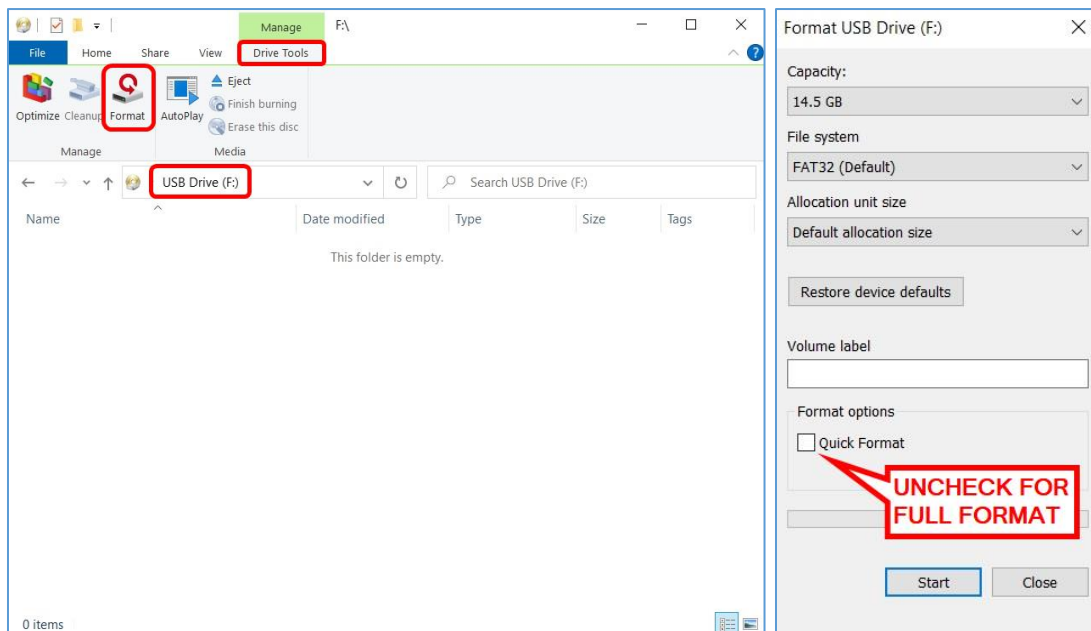 Manage
F:\
File
Home
Share
View
Drive Tools
Optimize
Cleanup
Format
AutoPlay
Eject
Finish burning
Erase this disc
Manage
Media
USB Drive (F:)
Search USB Drive (F:)
Name
Date modified
Type
Size
Tags
This folder is empty.
0 items
Format USB Drive (F:)
Capacity:
14.5 GB
File system
FAT32 (Default)
Allocation unit size
Default allocation size
Restore device defaults
Volume label
Format options
Quick Format
UNCHECK FOR
FULL FORMAT
Start
Close